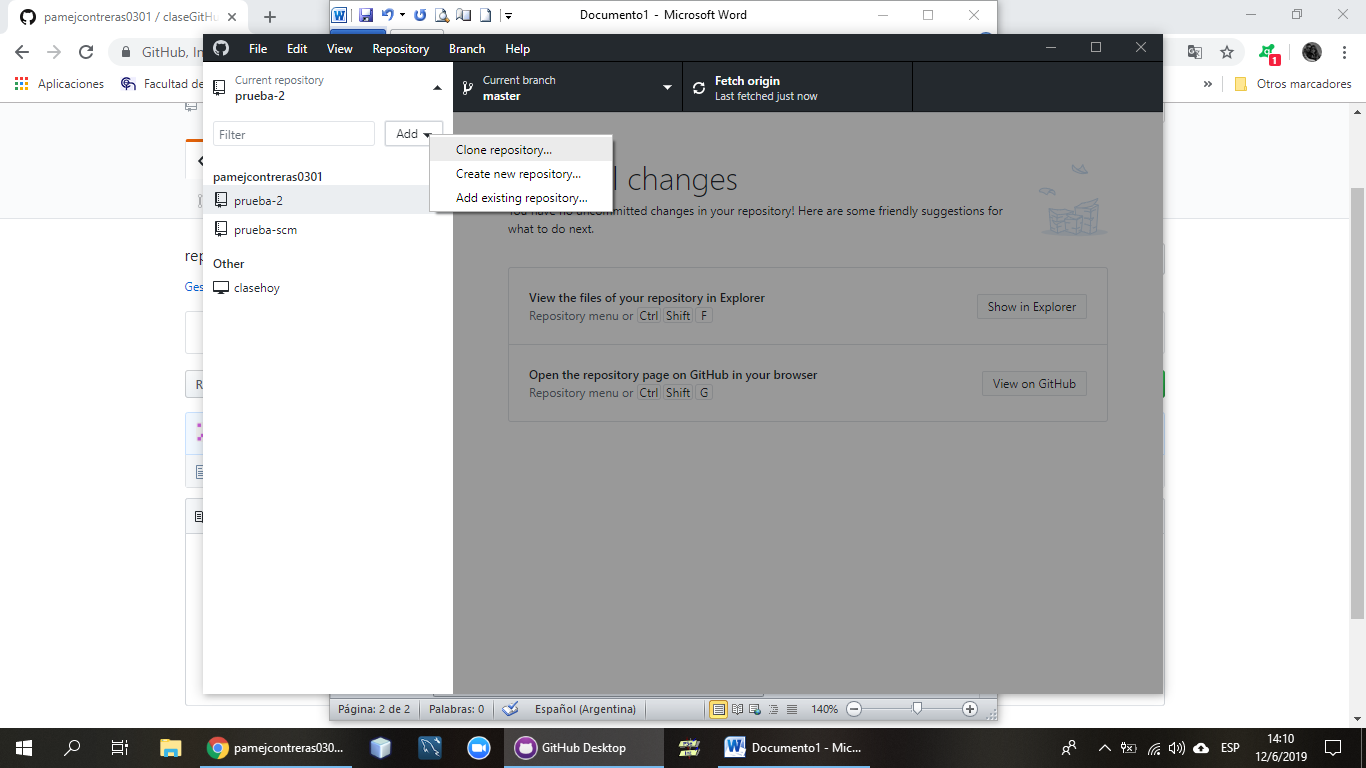 pamejcontreras0301 / claseGitHu
Documento1 - Microsoft Word
GitHub, In
Aplicaciones
Facultad de
Otros marcadores
1
File Edit View Repository Branch Help
Current repository
prueba-2
Current branch
master
Fetch origin
Last fetched just now
Filter
Add
Clone repository...
Create new repository...
Add existing repository...
pamejcontreras0301
prueba-2
prueba-scm
Other
clasehoy
changes
You have no uncommitted changes in your repository! Here are some friendly suggestions for
what to do next.
View the files of your repository in Explorer
Repository menu or Ctrl Shift F
Show in Explorer
Open the repository page on GitHub in your browser
Repository menu or Ctrl Shift G
View on GitHub
rep
Ges
R
Página: 2 de 2
Palabras: 0
Español (Argentina)
140%
pamejcontreras030...
GitHub Desktop
Documento1 - Mic...
ESP
14:10
12/6/2019